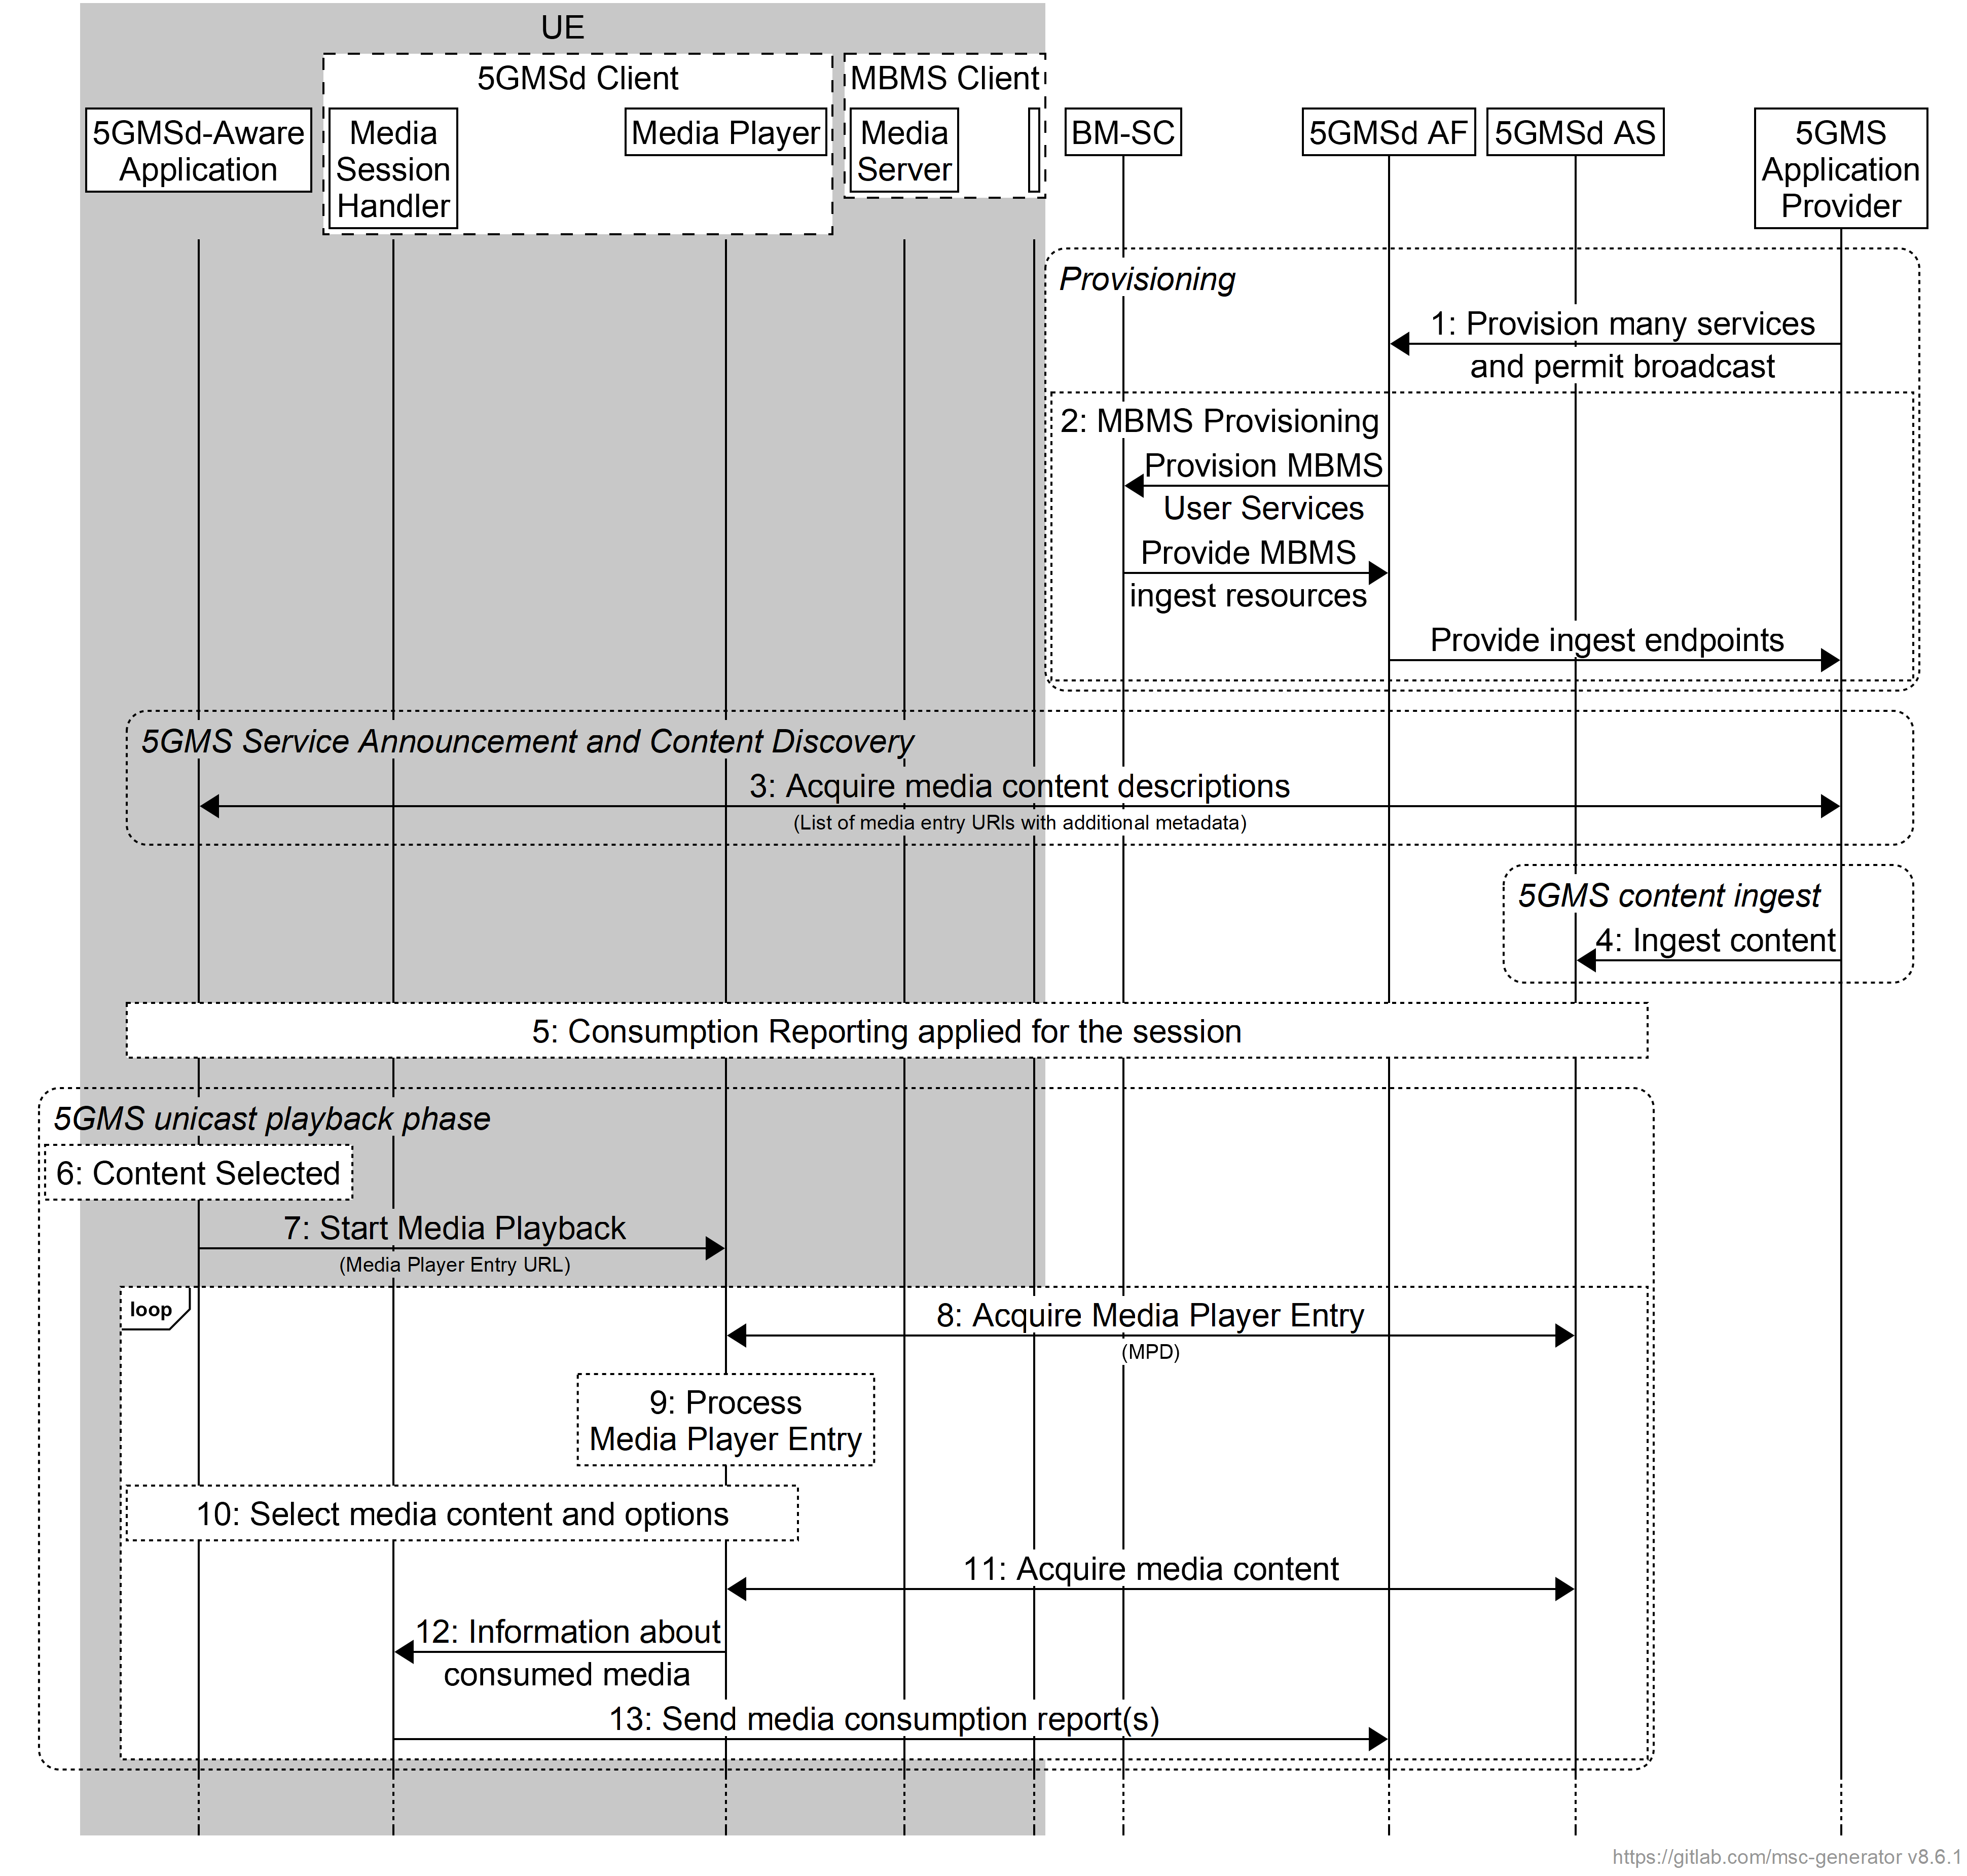 UE
5GMSd Client
MBMS Client
5GMSd-Aware
Application
Media
Session
Handler
Media Player
Media
Server
BM-SC
5GMSd AF
5GMSd AS
5GMS
Application
Provider
Provisioning
1: Provision many services
and permit broadcast
2: MBMS Provisioning
Provision MBMS
User Services
Provide MBMS
ingest resources
Provide ingest endpoints
5GMS Service Announcement and Content Discovery
3: Acquire media content descriptions
(List of media entry URIs with additional metadad)
5GMS content ingest
4: Ingest content
5: Consumption Reporting applied for the session
5GMS unicast playback phase
6: Content Selected
7: Start Media Playback
(Media Player Entry URL)
loop
8: Acquire Media Player Entry
(MPD)
9: Process
Media Player Entry
10: Select media content and options
11: Acquire media content
12: Information about
consumed media
13: Send media consumption report(s)
https://gitlab.com/msc-generator v8.6.1